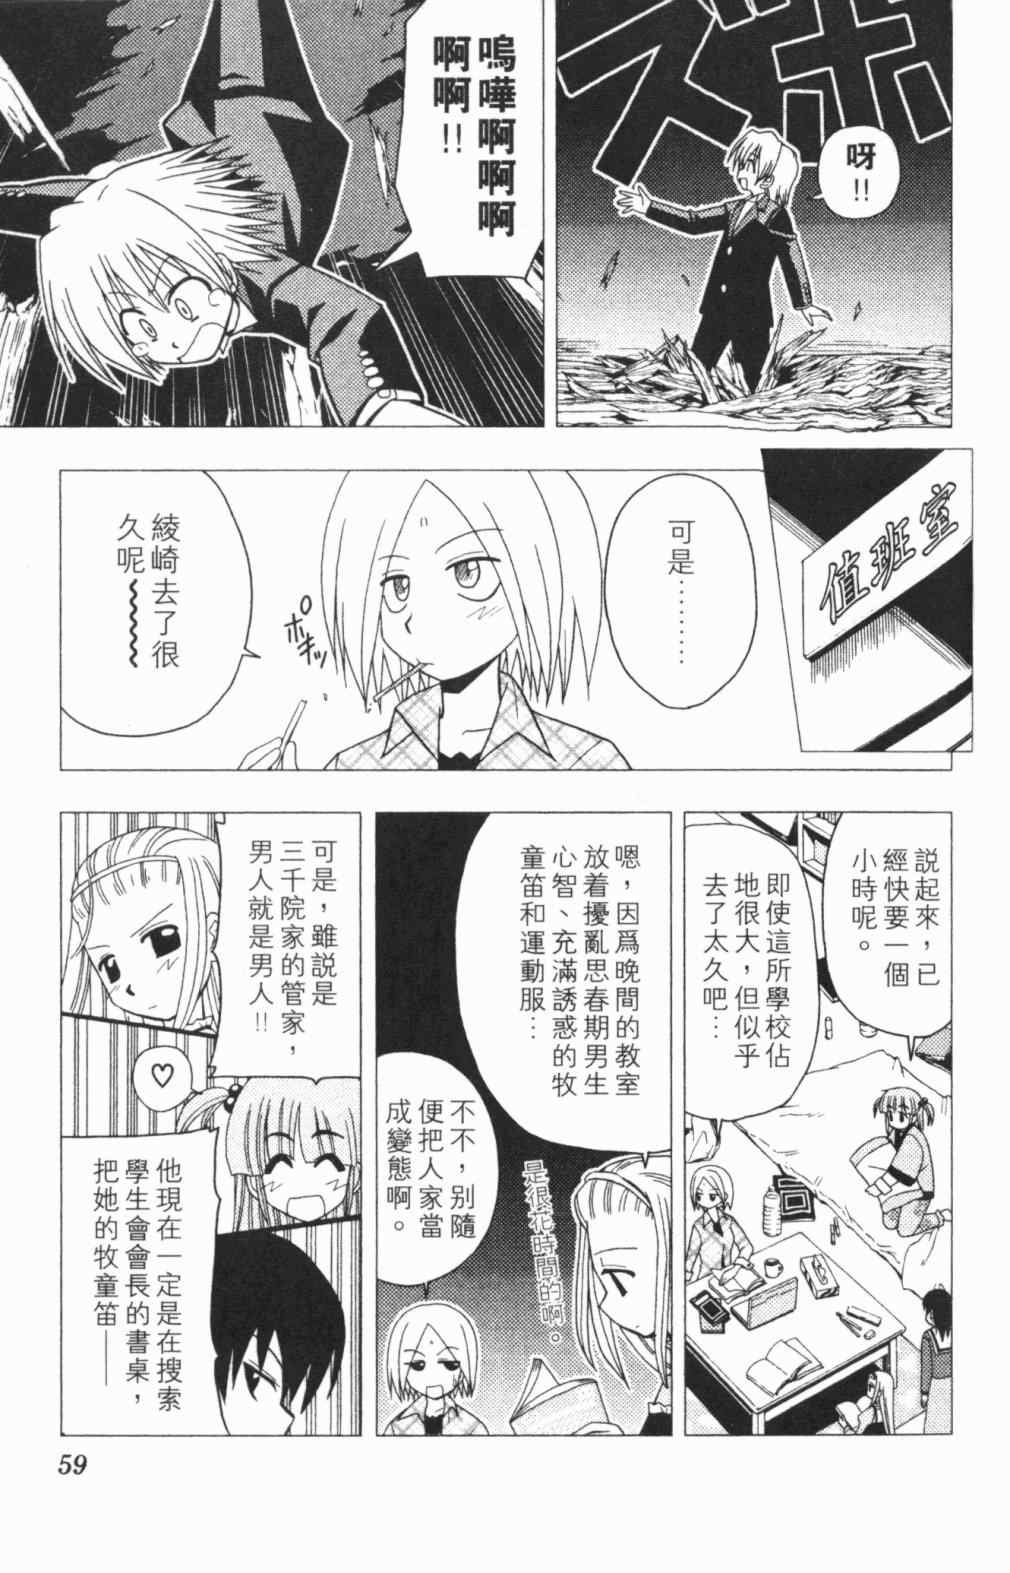 ズボ
呀!!
嗚嘩啊啊啊
啊啊!!
值班室
可是………
綾崎去了很
久呢~~~
ポキッ
說起來，已
經快要一個
小時呢。
即使這所學校佔
地很大，但似乎
去了太久吧…
嗯，因爲晚間的教室
放着擾亂思春期男生
心智、充滿誘惑的牧
童笛和運動服…
是很花時間的啊。
不不，別隨
便把人家當
成變態啊。
可是，雖說是
三千院家的管家，
男人就是男人!!
♡
他現在一定是在搜索
學生會會長的書桌，
把她的牧童笛——
59